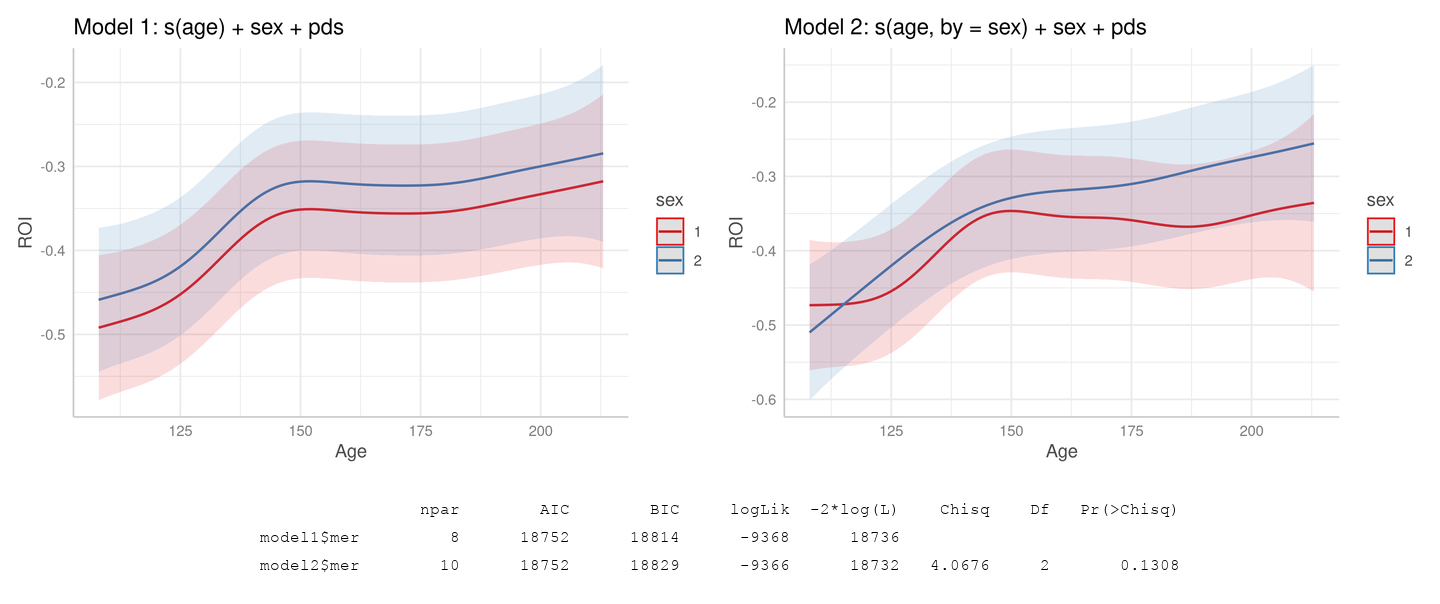 Model 1: s(age) + sex + pds
-0.2
-0.3
-0.4
-0.5
ROI
125 150 175 200
Age
sex
1
2
Model 2: s(age, by = sex) + sex + pds
-0.2
-0.3
-0.4
-0.5
-0.6
ROI
125 150 175 200
Age
sex
1
2
npar AIC BIC logLik -2*log(L) Chisq Df Pr(>Chisq)
model1$mer 8 18752 18814 -9368 18736
model2$mer 10 18752 18829 -9366 18732 4.0676 2 0.1308